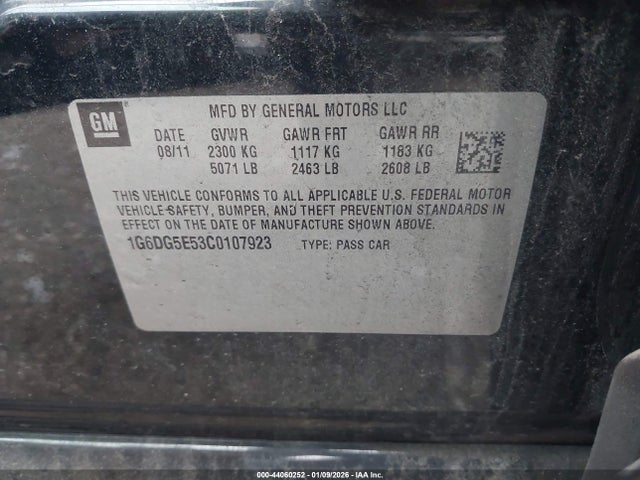 GM
MFD BY GENERAL MOTORS LLC
DATE GVWR GAWR FRT GAWR RR
08/11 2300 KG 1117 KG 1183 KG
5071 LB 2463 LB 2608 LB
THIS VEHICLE CONFORMS TO ALL APPLICABLE U.S. FEDERAL MOTOR
VEHICLE SAFETY, BUMPER, AND THEFT PREVENTION STANDARDS IN
EFFECT ON THE DATE OF MANUFACTURE SHOWN ABOVE.
1G6DG5E53C0107923 TYPE: PASS CAR
000-44060252 - 01/09/2026 - IAA Inc.